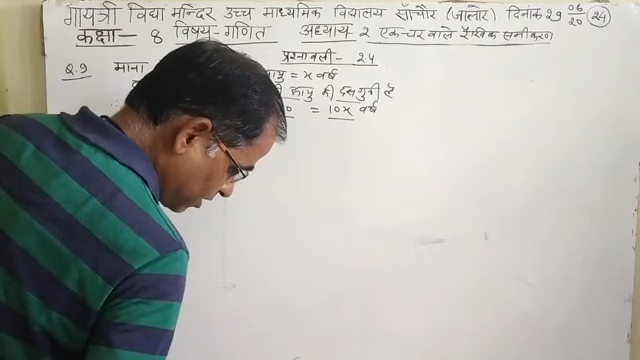 गायत्री विद्या मन्दिर उच्च माध्यमिक विद्यालय साँचौर (जालोर) दिनांक 29 06 20 24
कक्षा- 8 विषय- गणित अध्याय 2 एक-चर वाले रैखिक समीकरण
प्रश्नावली- 2.4
Q.9 माना आयु = x वर्ष
की आयु की दस गुनी है
= 10x वर्ष